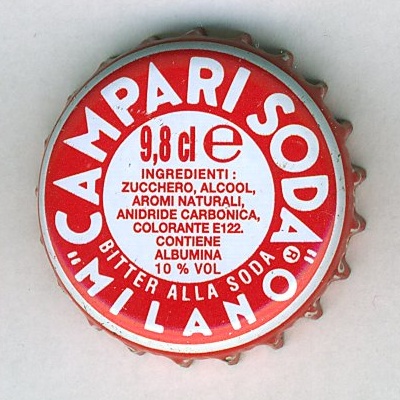 "CAMPARI SODA"®
9,8 cl e
INGREDIENTI:
ZUCCHERO, ALCOOL,
AROMI NATURALI,
ANIDRIDE CARBONICA,
COLORANTE E122.
CONTIENE
ALBUMINA
10 % VOL
BITTER ALLA SODA
MILANO